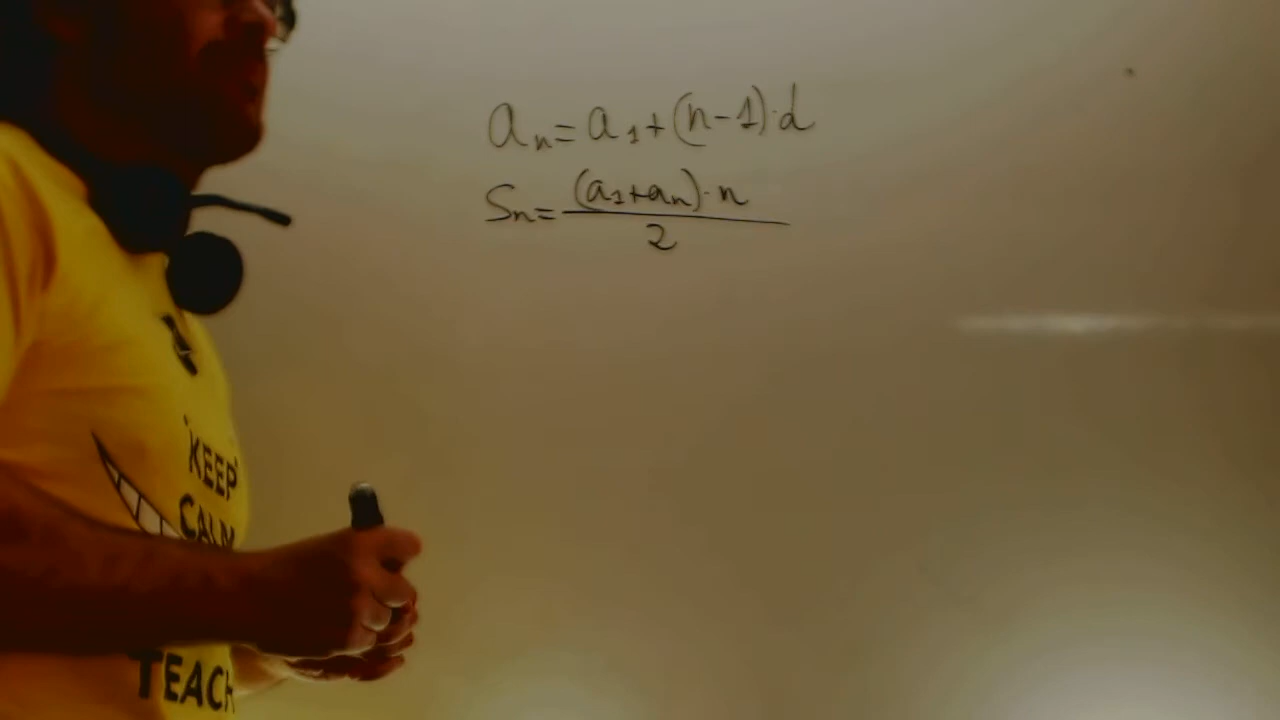 aₙ = a₁ + (n-1)·d
Sₙ = (a₁+aₙ)·n / 2
"KEEP
CALM
TEACH